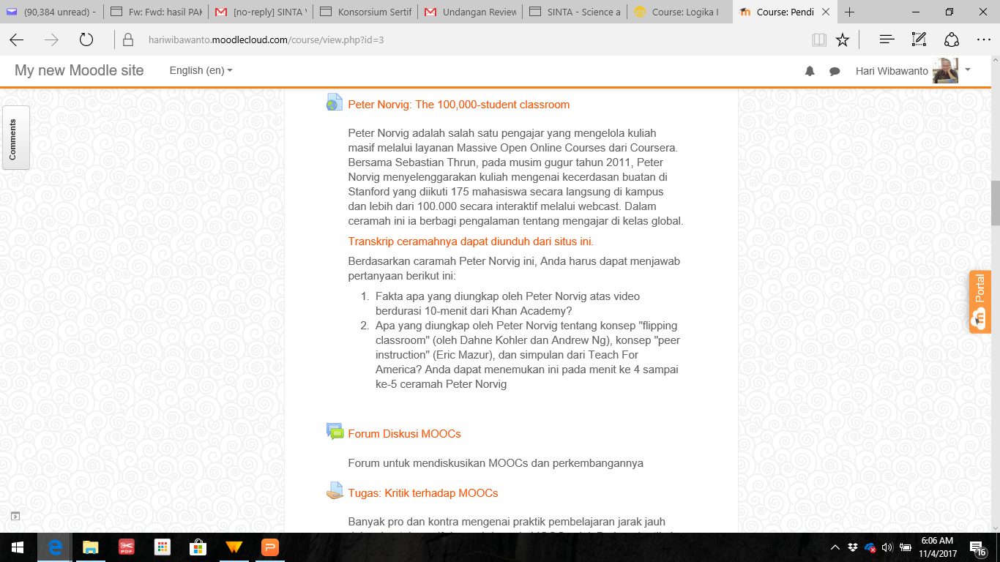 (90,384 unread) -
Fw: Fwd: hasil PAK
[no-reply] SINTA V
Konsorsium Sertif
Undangan Review
SINTA - Science a
Course: Logika I
Course: Pendi
hariwibawanto.moodlecloud.com/course/view.php?id=3
My new Moodle site
English (en)
Hari Wibawanto
Comments
Peter Norvig: The 100,000-student classroom
Peter Norvig adalah salah satu pengajar yang mengelola kuliah
masif melalui layanan Massive Open Online Courses dari Coursera.
Bersama Sebastian Thrun, pada musim gugur tahun 2011, Peter
Norvig menyelenggarakan kuliah mengenai kecerdasan buatan di
Stanford yang diikuti 175 mahasiswa secara langsung di kampus
dan lebih dari 100.000 secara interaktif melalui webcast. Dalam
ceramah ini ia berbagi pengalaman tentang mengajar di kelas global.
Transkrip ceramahnya dapat diunduh dari situs ini.
Berdasarkan caramah Peter Norvig ini, Anda harus dapat menjawab
pertanyaan berikut ini:
1. Fakta apa yang diungkap oleh Peter Norvig atas video
berdurasi 10-menit dari Khan Academy?
2. Apa yang diungkap oleh Peter Norvig tentang konsep "flipping
classroom" (oleh Dahne Kohler dan Andrew Ng), konsep "peer
instruction" (Eric Mazur), dan simpulan dari Teach For
America? Anda dapat menemukan ini pada menit ke 4 sampai
ke-5 ceramah Peter Norvig
Portal
Forum Diskusi MOOCs
Forum untuk mendiskusikan MOOCs dan perkembangannya
Tugas: Kritik terhadap MOOCs
Banyak pro dan kontra mengenai praktik pembelajaran jarak jauh
PDF
6:06 AM
11/4/2017
16